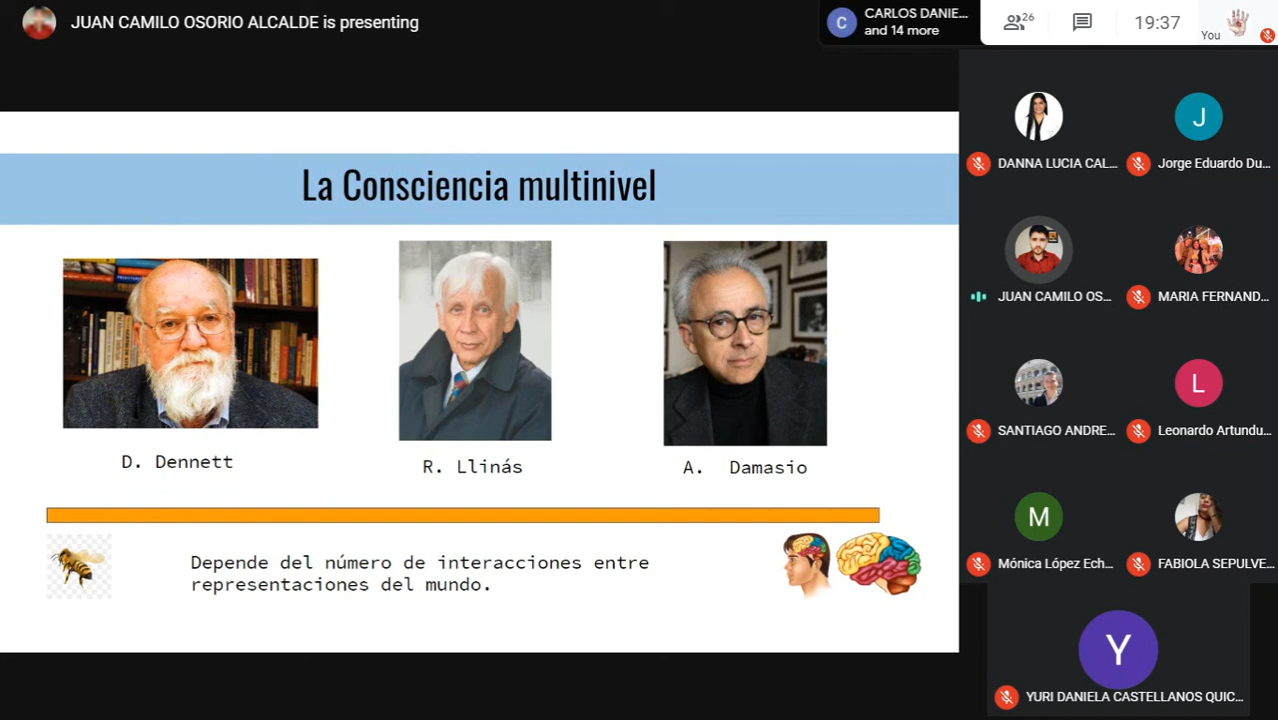 JUAN CAMILO OSORIO ALCALDE is presenting
C
CARLOS DANIE...
and 14 more
26
19:37
You
La Consciencia multinivel
D. Dennett
R. Llinás
A. Damasio
Depende del número de interacciones entre
representaciones del mundo.
DANNA LUCIA CAL...
J
Jorge Eduardo Du...
JUAN CAMILO OS...
MARIA FERNAND...
SANTIAGO ANDRE...
L
Leonardo Artundu...
M
Mónica López Ech...
FABIOLA SEPULVE...
Y
YURI DANIELA CASTELLANOS QUIC...